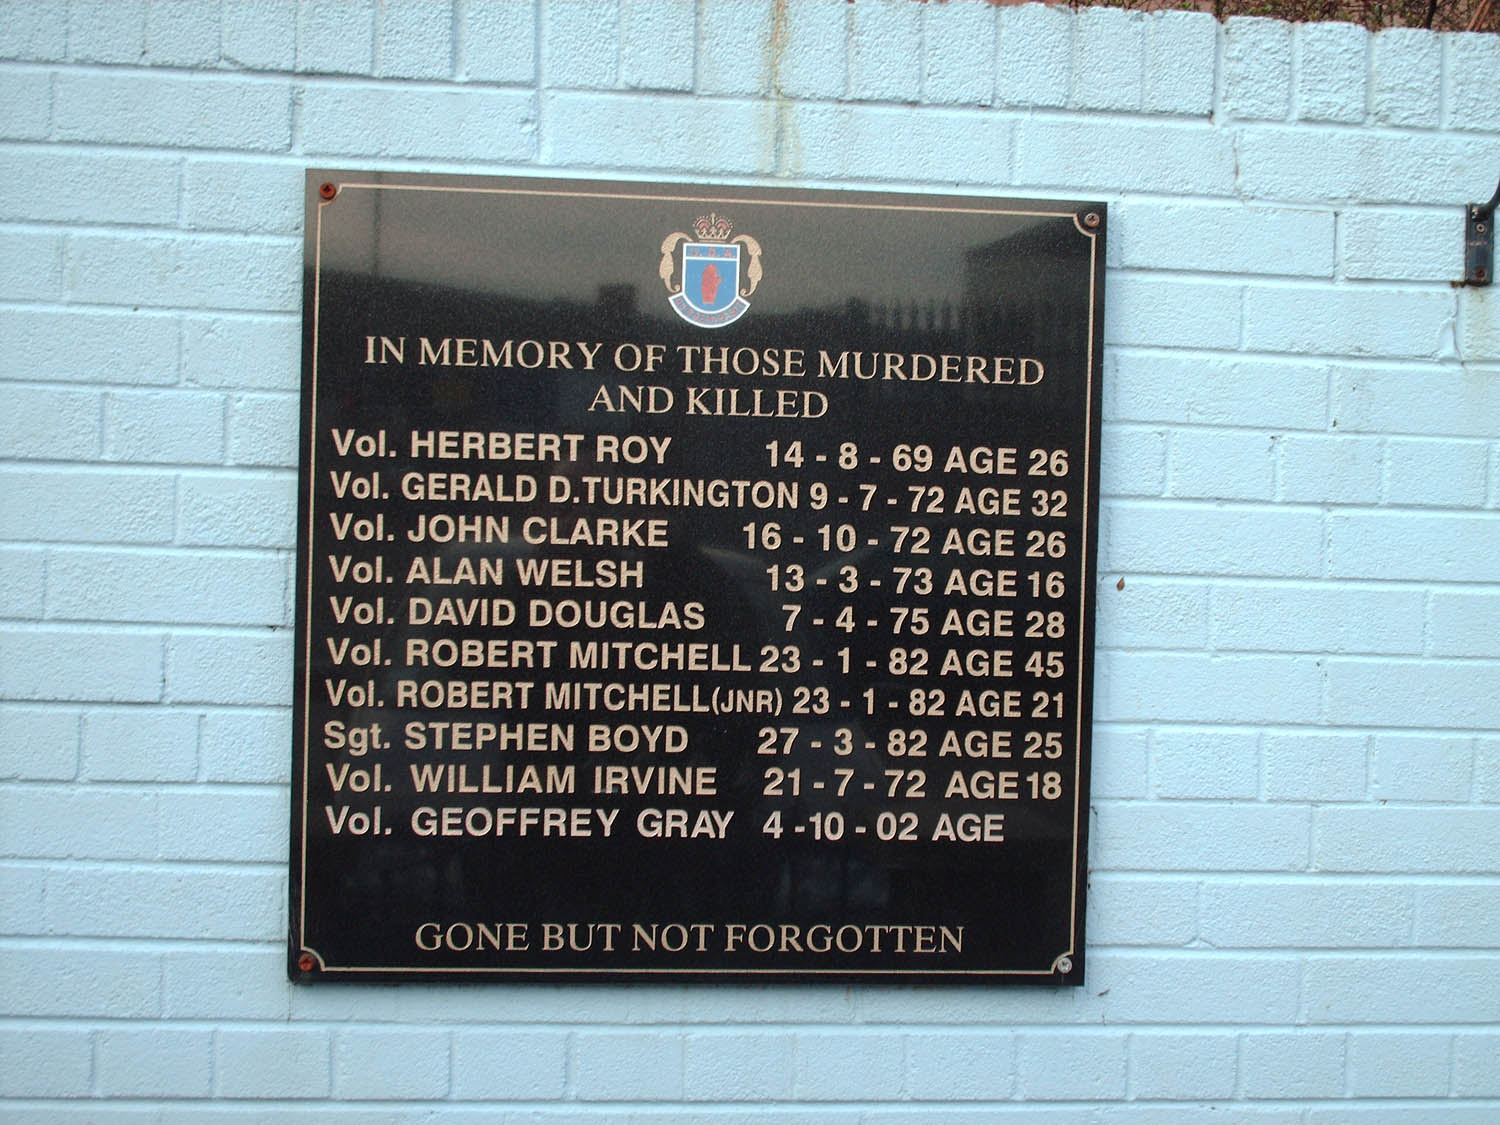 U.D.A
IN MEMORY OF THOSE MURDERED
AND KILLED
Vol. HERBERT ROY 14 - 8 - 69 AGE 26
Vol. GERALD D.TURKINGTON 9 - 7 - 72 AGE 32
Vol. JOHN CLARKE 16 - 10 - 72 AGE 26
Vol. ALAN WELSH 13 - 3 - 73 AGE 16
Vol. DAVID DOUGLAS 7 - 4 - 75 AGE 28
Vol. ROBERT MITCHELL 23 - 1 - 82 AGE 45
Vol. ROBERT MITCHELL(JNR) 23 - 1 - 82 AGE 21
Sgt. STEPHEN BOYD 27 - 3 - 82 AGE 25
Vol. WILLIAM IRVINE 21 - 7 - 72 AGE 18
Vol. GEOFFREY GRAY 4 -10 - 02 AGE
GONE BUT NOT FORGOTTEN